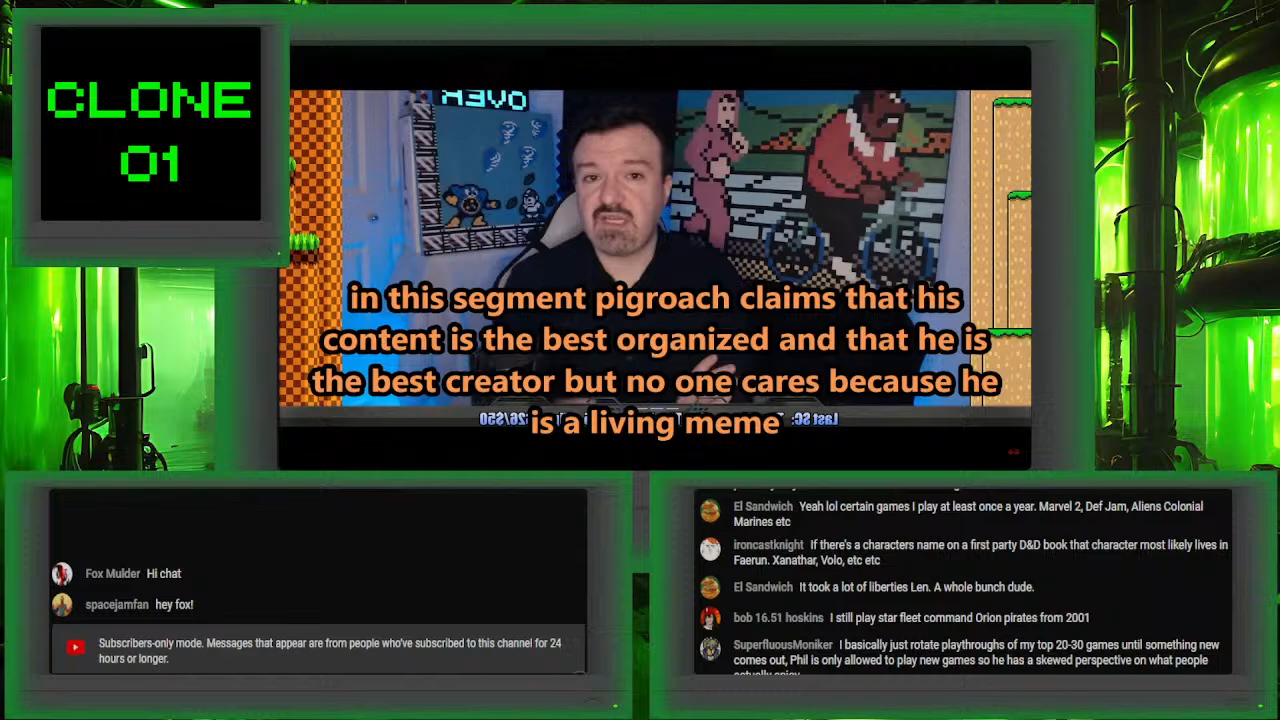 CLONE
01
OVER
in this segment pigroach claims that his
content is the best organized and that he is
the best creator but no one cares because he
is a living meme
Last SC:
26/$50
Fox Mulder Hi chat
spacejamfan hey fox!
Subscribers-only mode. Messages that appear are from people who've subscribed to this channel for 24
hours or longer.
El Sandwich Yeah lol certain games I play at least once a year. Marvel 2, Def Jam, Aliens Colonial
Marines etc
ironcastknight If there's a characters name on a first party D&D book that character most likely lives in
Faerun. Xanathar, Volo, etc etc
El Sandwich It took a lot of liberties Len. A whole bunch dude.
bob 16.51 hoskins I still play star fleet command Orion pirates from 2001
SuperfluousMoniker I basically just rotate playthroughs of my top 20-30 games until something new
comes out, Phil is only allowed to play new games so he has a skewed perspective on what people
actually enjoy